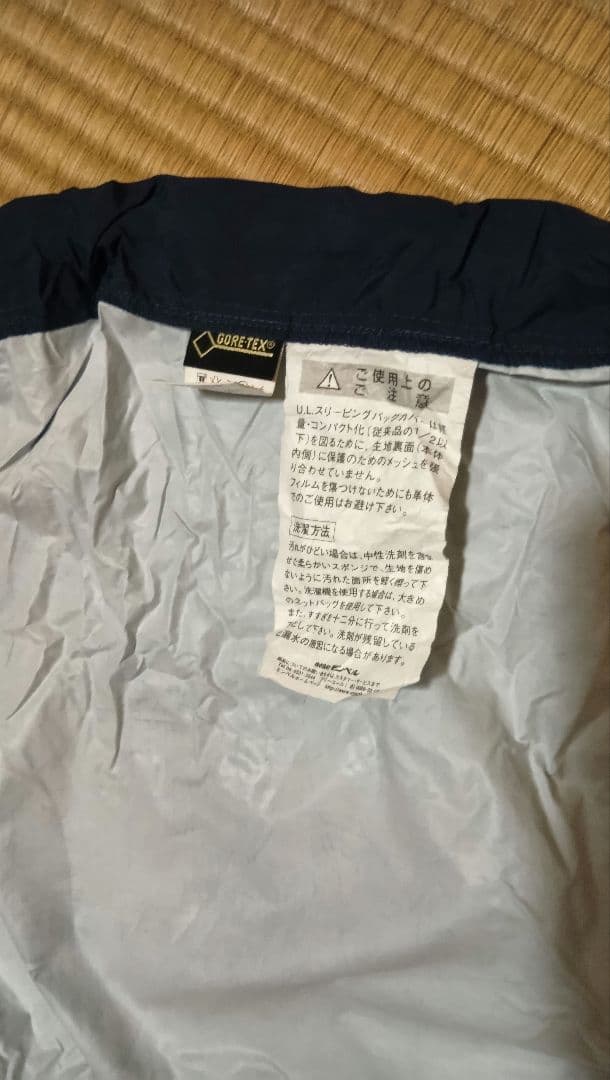 GORE-TEX®
ご使用上の
ご注意
U.L.スリーピングバッグカバーは軽
量・コンパクト化(従来品の1/2以
下)を図るために、生地裏面(本体
内側)に保護のためのメッシュを張
り合わせていません。
フィルムを傷つけないためにも単体
でのご使用はお避け下さい。
洗濯方法
汚れがひどい場合は、中性洗剤を含ま
せた柔らかいスポンジで、生地を傷め
ないように汚れた箇所を軽く擦って下
さい。洗濯機を使用する場合は、大きめ
のネットバッグを使用して下さい。
また、すすぎを十二分に行って洗剤を
下さい。洗剤が残留している
と漏水の原因になる場合があります。
株式会社モンベル